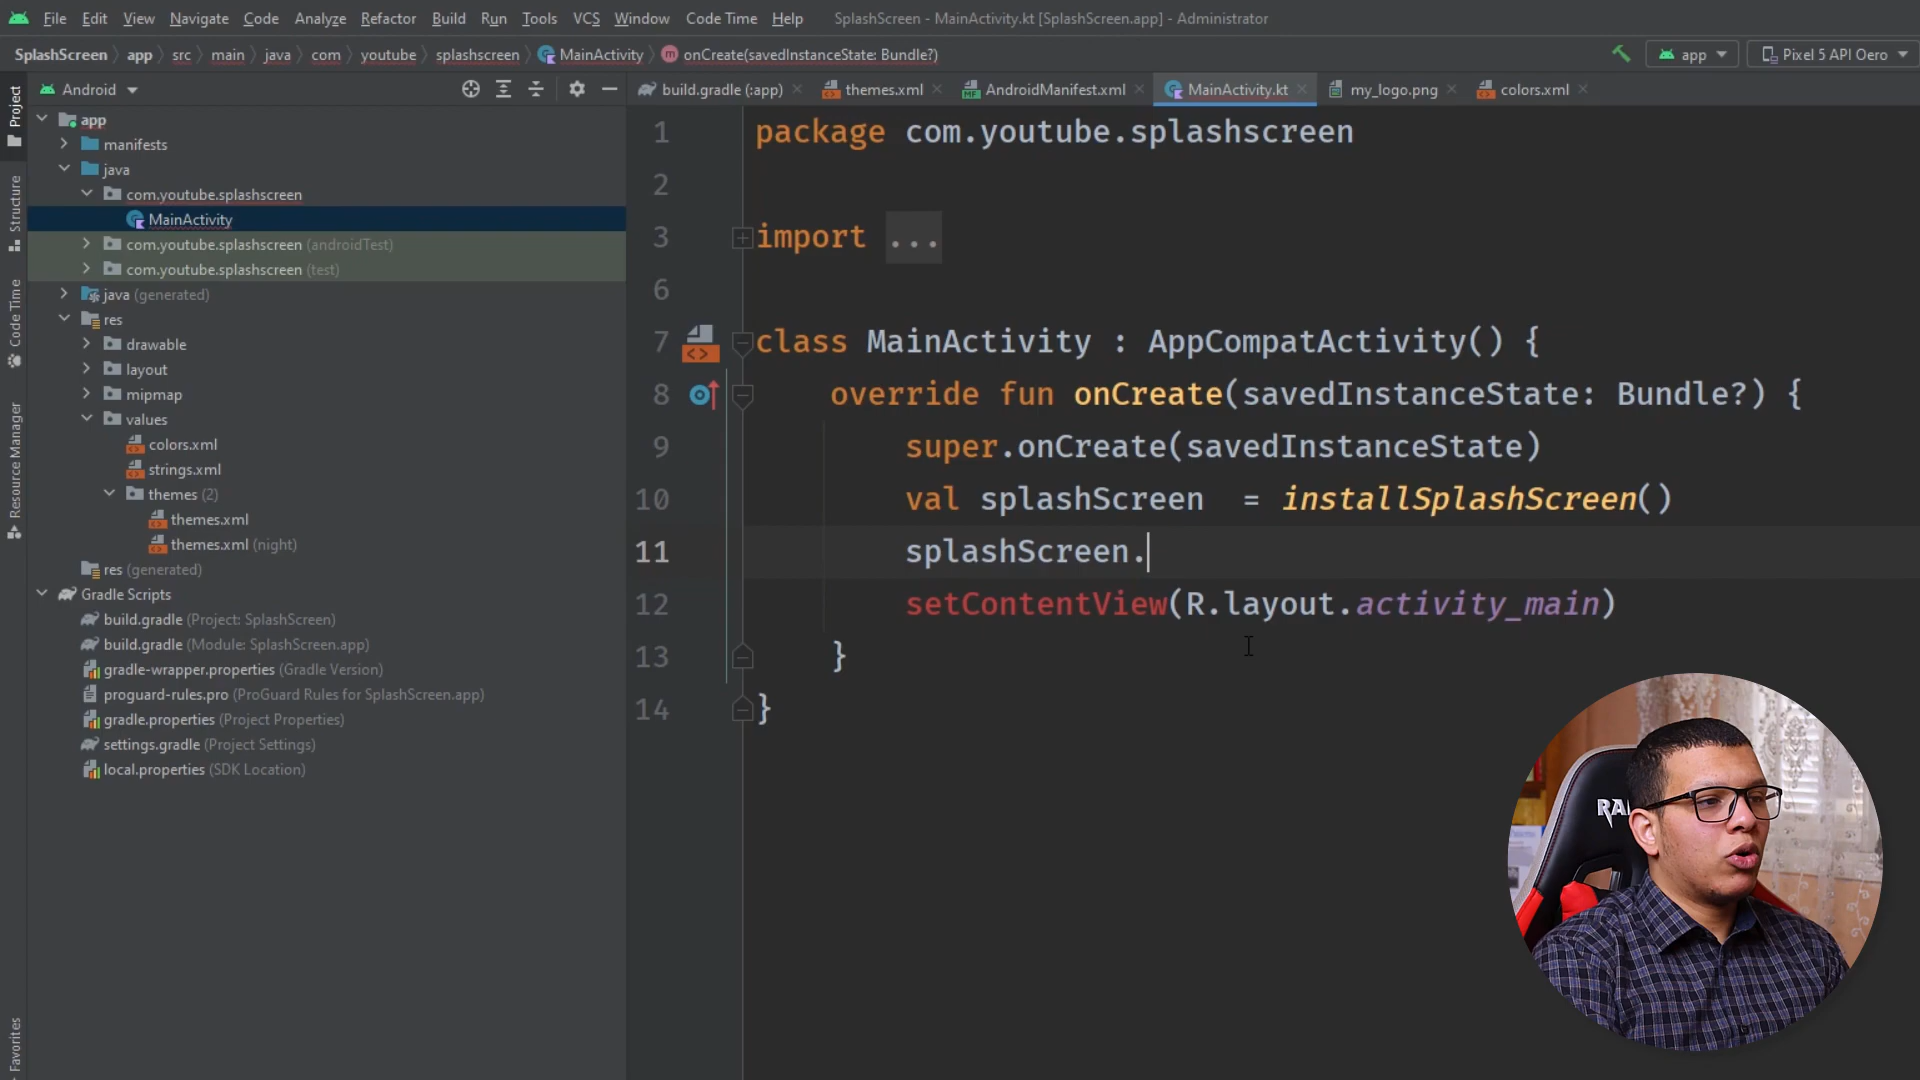 File Edit View Navigate Code Analyze Refactor Build Run Tools VCS Window Code Time Help SplashScreen - MainActivity.kt [SplashScreen.app] - Administrator
SplashScreen app src main java com youtube splashscreen MainActivity onCreate(savedInstanceState: Bundle?) app Pixel 5 API Oero
Android
build.gradle (:app) themes.xml AndroidManifest.xml MainActivity.kt my_logo.png colors.xml
Project
Structure
Code Time
Resource Manager
Favorites
app
manifests
java
com.youtube.splashscreen
MainActivity
com.youtube.splashscreen (androidTest)
com.youtube.splashscreen (test)
java (generated)
res
drawable
layout
mipmap
values
colors.xml
strings.xml
themes (2)
themes.xml
themes.xml (night)
res (generated)
Gradle Scripts
build.gradle (Project: SplashScreen)
build.gradle (Module: SplashScreen.app)
gradle-wrapper.properties (Gradle Version)
proguard-rules.pro (ProGuard Rules for SplashScreen.app)
gradle.properties (Project Properties)
settings.gradle (Project Settings)
local.properties (SDK Location)
1 package com.youtube.splashscreen
2
3 import ...
6
7 class MainActivity : AppCompatActivity() {
8 override fun onCreate(savedInstanceState: Bundle?) {
9 super.onCreate(savedInstanceState)
10 val splashScreen = installSplashScreen()
11 splashScreen.
12 setContentView(R.layout.activity_main)
13 }
14 }